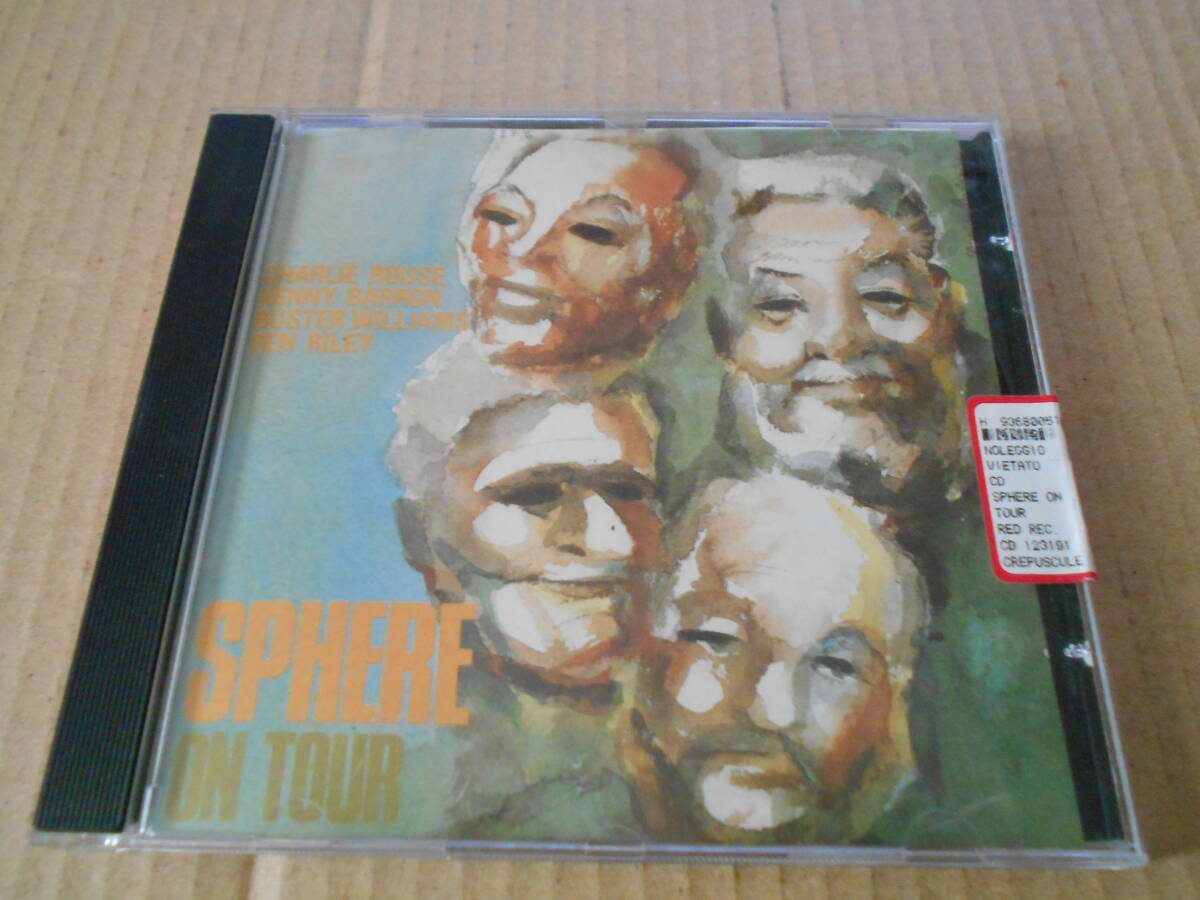 CHARLIE ROUSE
KENNY BARRON
BUSTER WILLIAMS
BEN RILEY
SPHERE
ON TOUR
H 9368005
NOLEGGIO
VIETATO
CD
SPHERE ON
TOUR
RED REC.
CD 123191
CREPUSCULE